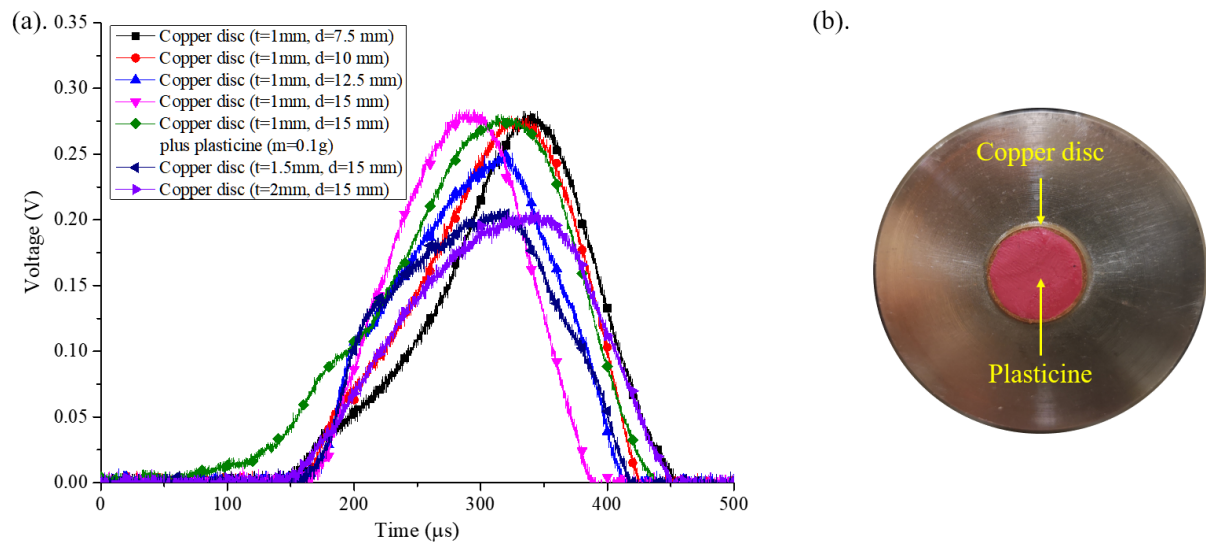 (a).
0.35
0.30
0.25
0.20
0.15
0.10
0.05
0.00
Voltage (V)
Copper disc (t=1mm, d=7.5 mm)
Copper disc (t=1mm, d=10 mm)
Copper disc (t=1mm, d=12.5 mm)
Copper disc (t=1mm, d=15 mm)
Copper disc (t=1mm, d=15 mm)
plus plasticine (m=0.1g)
Copper disc (t=1.5mm, d=15 mm)
Copper disc (t=2mm, d=15 mm)
0 100 200 300 400 500
Time (µs)
(b).
Copper disc
Plasticine